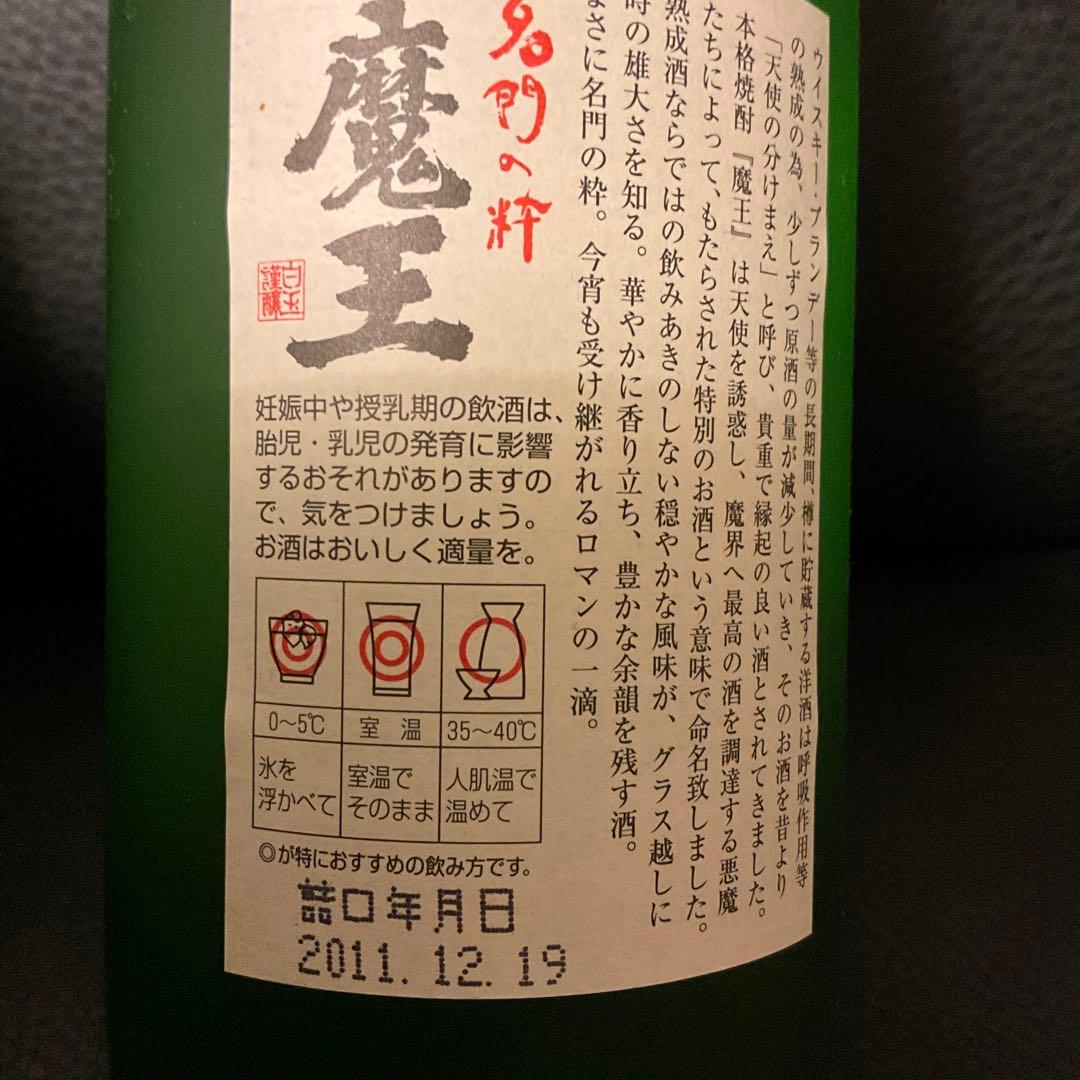 ウイスキー・ブランデー等の長期間、樽に貯蔵する洋酒は呼吸作用等
の熟成の為、少しずつ原酒の量が減少していき、そのお酒を昔より
「天使の分けまえ」と呼び、貴重で縁起の良い酒とされてきました。
本格焼酎『魔王』は天使を誘惑し、魔界へ最高の酒を調達する悪魔
たちによって、もたらされた特別のお酒という意味で命名致しました。
熟成酒ならではの飲みあきのしない穏やかな風味が、グラス越しに
時の雄大さを知る。華やかに香り立ち、豊かな余韻を残す酒。
まさに名門の粋。今宵も受け継がれるロマンの一滴。
名門の粋
魔王
白玉
謹醸
妊娠中や授乳期の飲酒は、
胎児・乳児の発育に影響
するおそれがありますの
で、気をつけましょう。
お酒はおいしく適量を。
0〜5℃ 室温 35〜40℃
氷を
浮かべて
室温で
そのまま
人肌温で
温めて
◎が特におすすめの飲み方です。
詰口年月日
2011.12.19